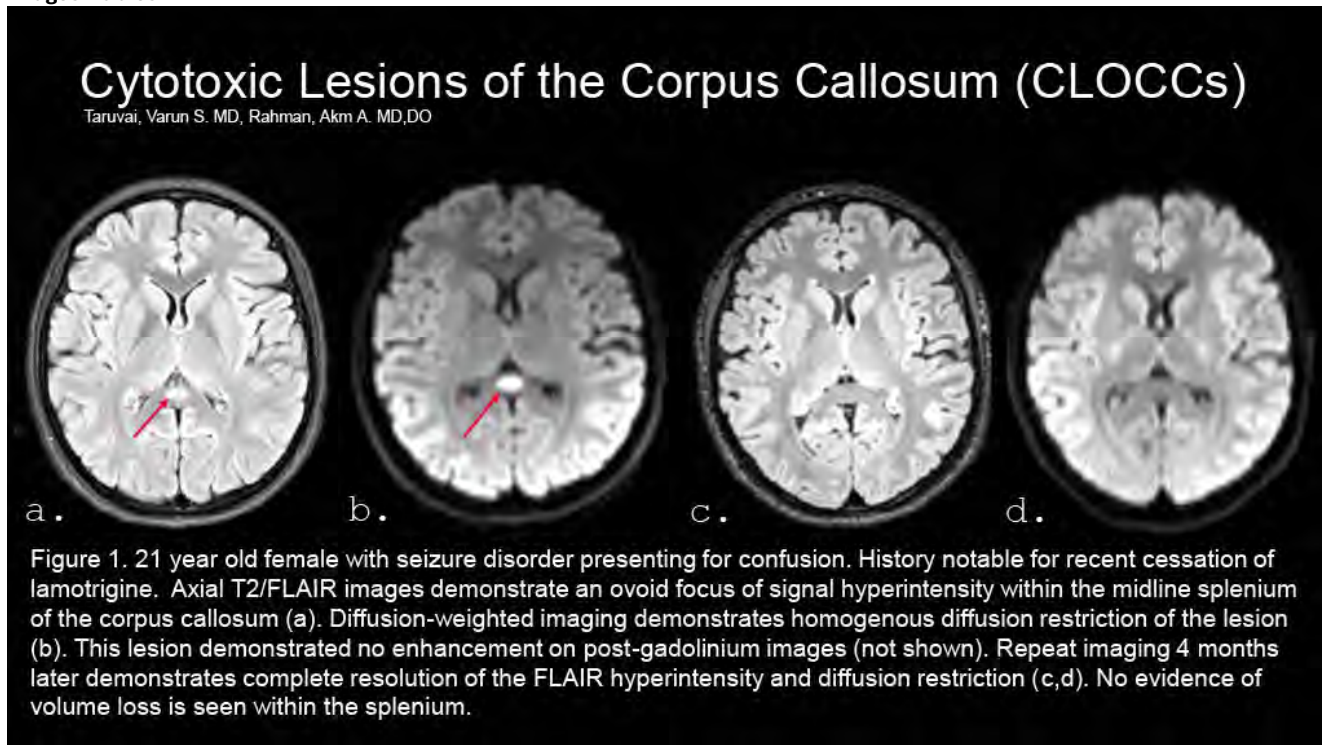 Cytotoxic Lesions of the Corpus Callosum (CLOCCs)
Taruvai, Varun S. MD, Rahman, Akm A. MD,DO
a.
b.
c.
d.
Figure 1. 21 year old female with seizure disorder presenting for confusion. History notable for recent cessation of
lamotrigine. Axial T2/FLAIR images demonstrate an ovoid focus of signal hyperintensity within the midline splenium
of the corpus callosum (a). Diffusion-weighted imaging demonstrates homogenous diffusion restriction of the lesion
(b). This lesion demonstrated no enhancement on post-gadolinium images (not shown). Repeat imaging 4 months
later demonstrates complete resolution of the FLAIR hyperintensity and diffusion restriction (c,d). No evidence of
volume loss is seen within the splenium.